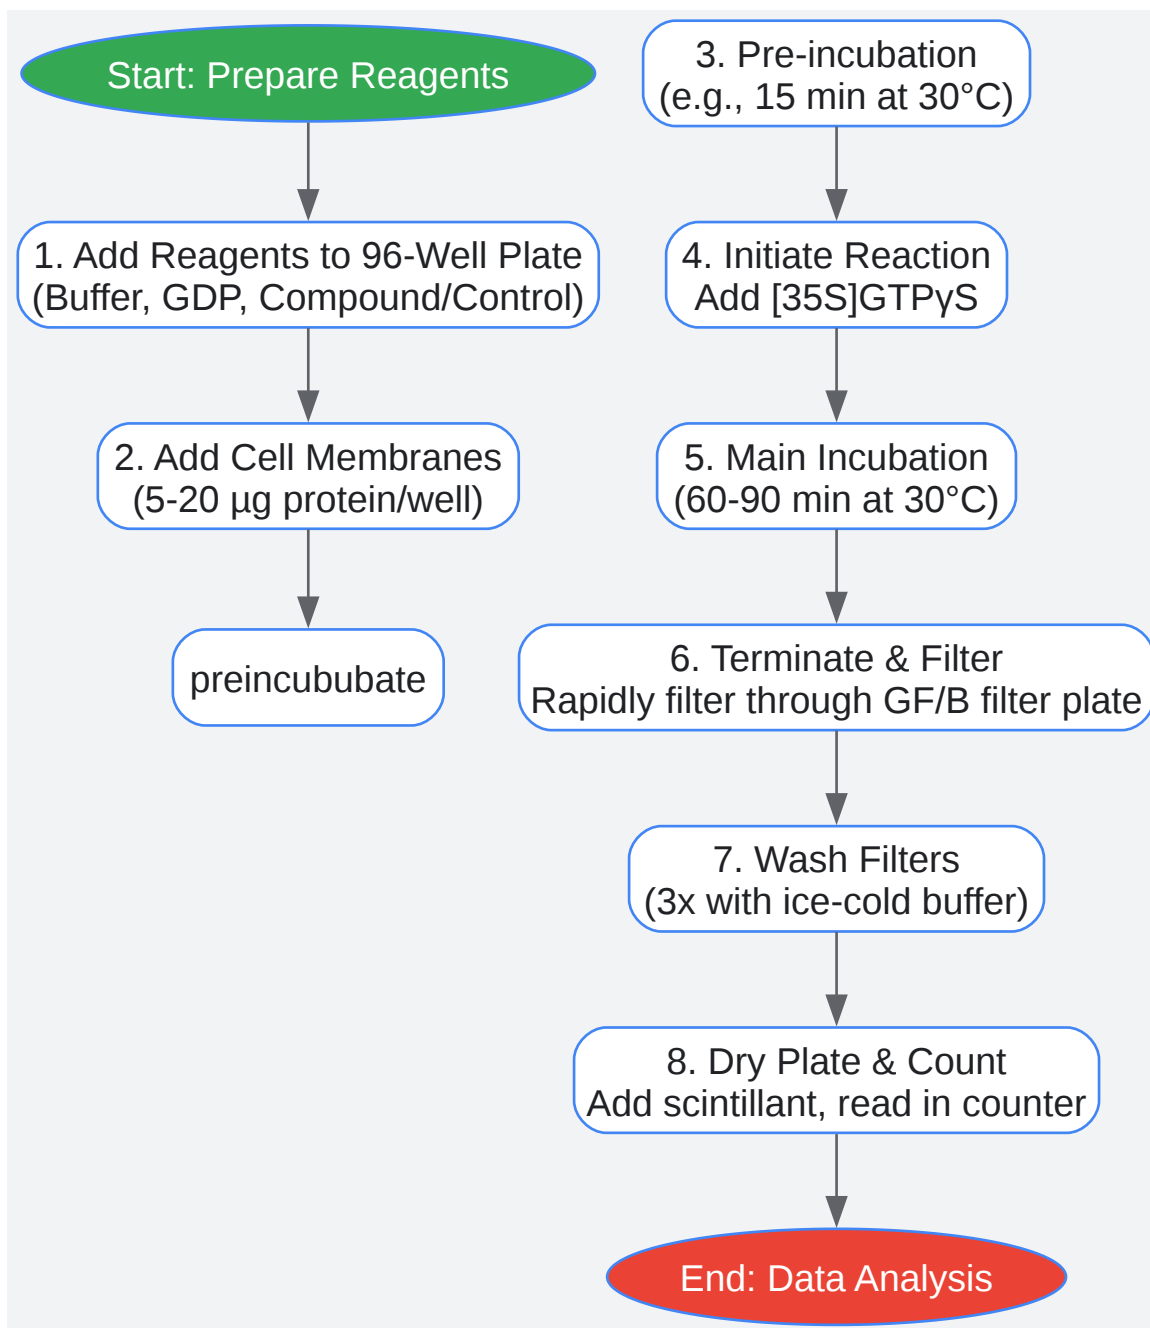 Start: Prepare Reagents
1. Add Reagents to 96-Well Plate
(Buffer, GDP, Compound/Control)
2. Add Cell Membranes
(5-20 µg protein/well)
preincububate
3. Pre-incubation
(e.g., 15 min at 30°C)
4. Initiate Reaction
Add [35S]GTPγS
5. Main Incubation
(60-90 min at 30°C)
6. Terminate & Filter
Rapidly filter through GF/B filter plate
7. Wash Filters
(3x with ice-cold buffer)
8. Dry Plate & Count
Add scintillant, read in counter
End: Data Analysis